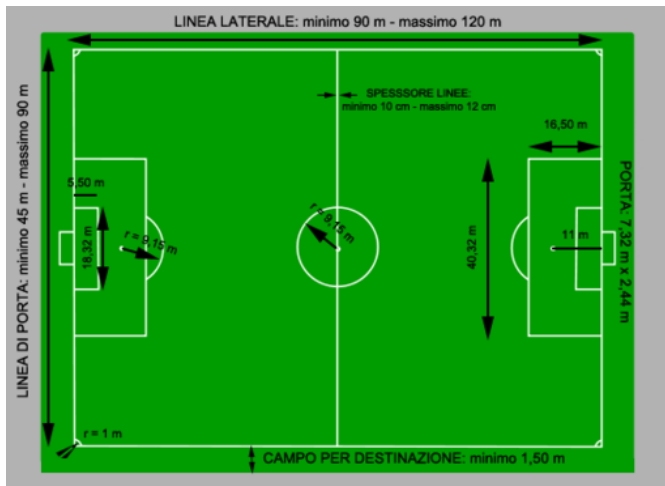 LINEA LATERALE: minimo 90 m - massimo 120 m
SPESSSORE LINEE:
minimo 10 cm - massimo 12 cm
16,50 m
LINEA DI PORTA: minimo 45 m - massimo 90 m
5,50 m
18,32 m
r = 9,15 m
r = 9,15 m
40,32 m
11 m
PORTA: 7,32 m x 2,44 m
r = 1 m
CAMPO PER DESTINAZIONE: minimo 1,50 m